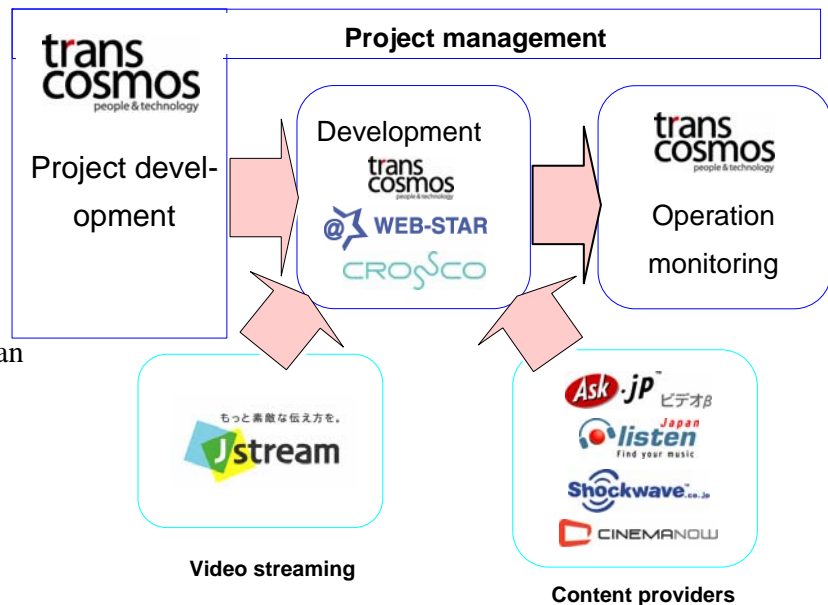 Project management
trans
cosmos
people & technology
Project devel-
opment
Development
trans
cosmos
people & technology
@ WEB-STAR
CROSSCO
trans
cosmos
people & technology
Operation
monitoring
an
もっと素敵な伝え方を。
Jstream
Video streaming
Ask.jp™ ビデオβ
Japan
listen
Find your music
Shockwave™.co.jp
CINEMANOW
Content providers